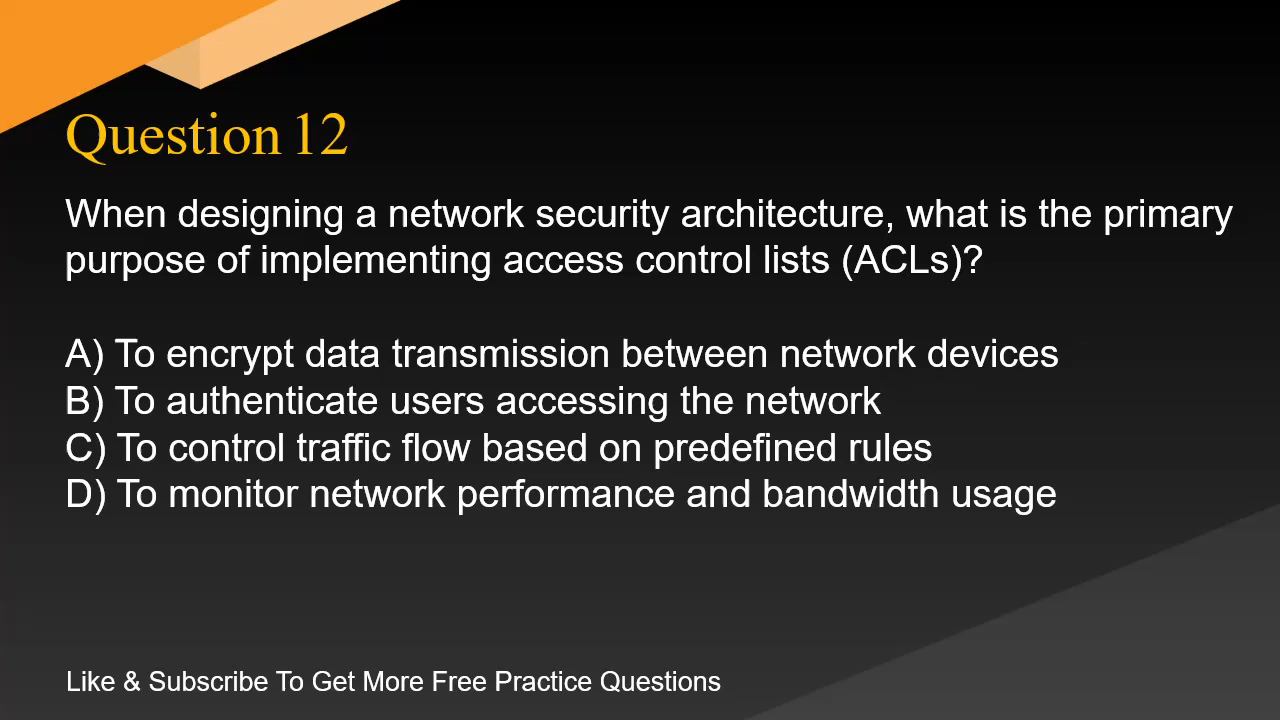 Question 12
When designing a network security architecture, what is the primary
purpose of implementing access control lists (ACLs)?
A) To encrypt data transmission between network devices
B) To authenticate users accessing the network
C) To control traffic flow based on predefined rules
D) To monitor network performance and bandwidth usage
Like & Subscribe To Get More Free Practice Questions